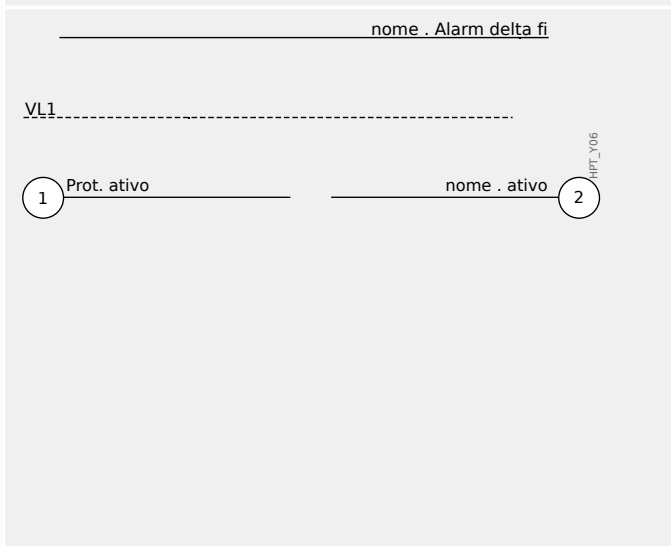 nome . Alarm delta fi
VL1
HPT_Y06
Prot. ativo
nome . ativo
1
2